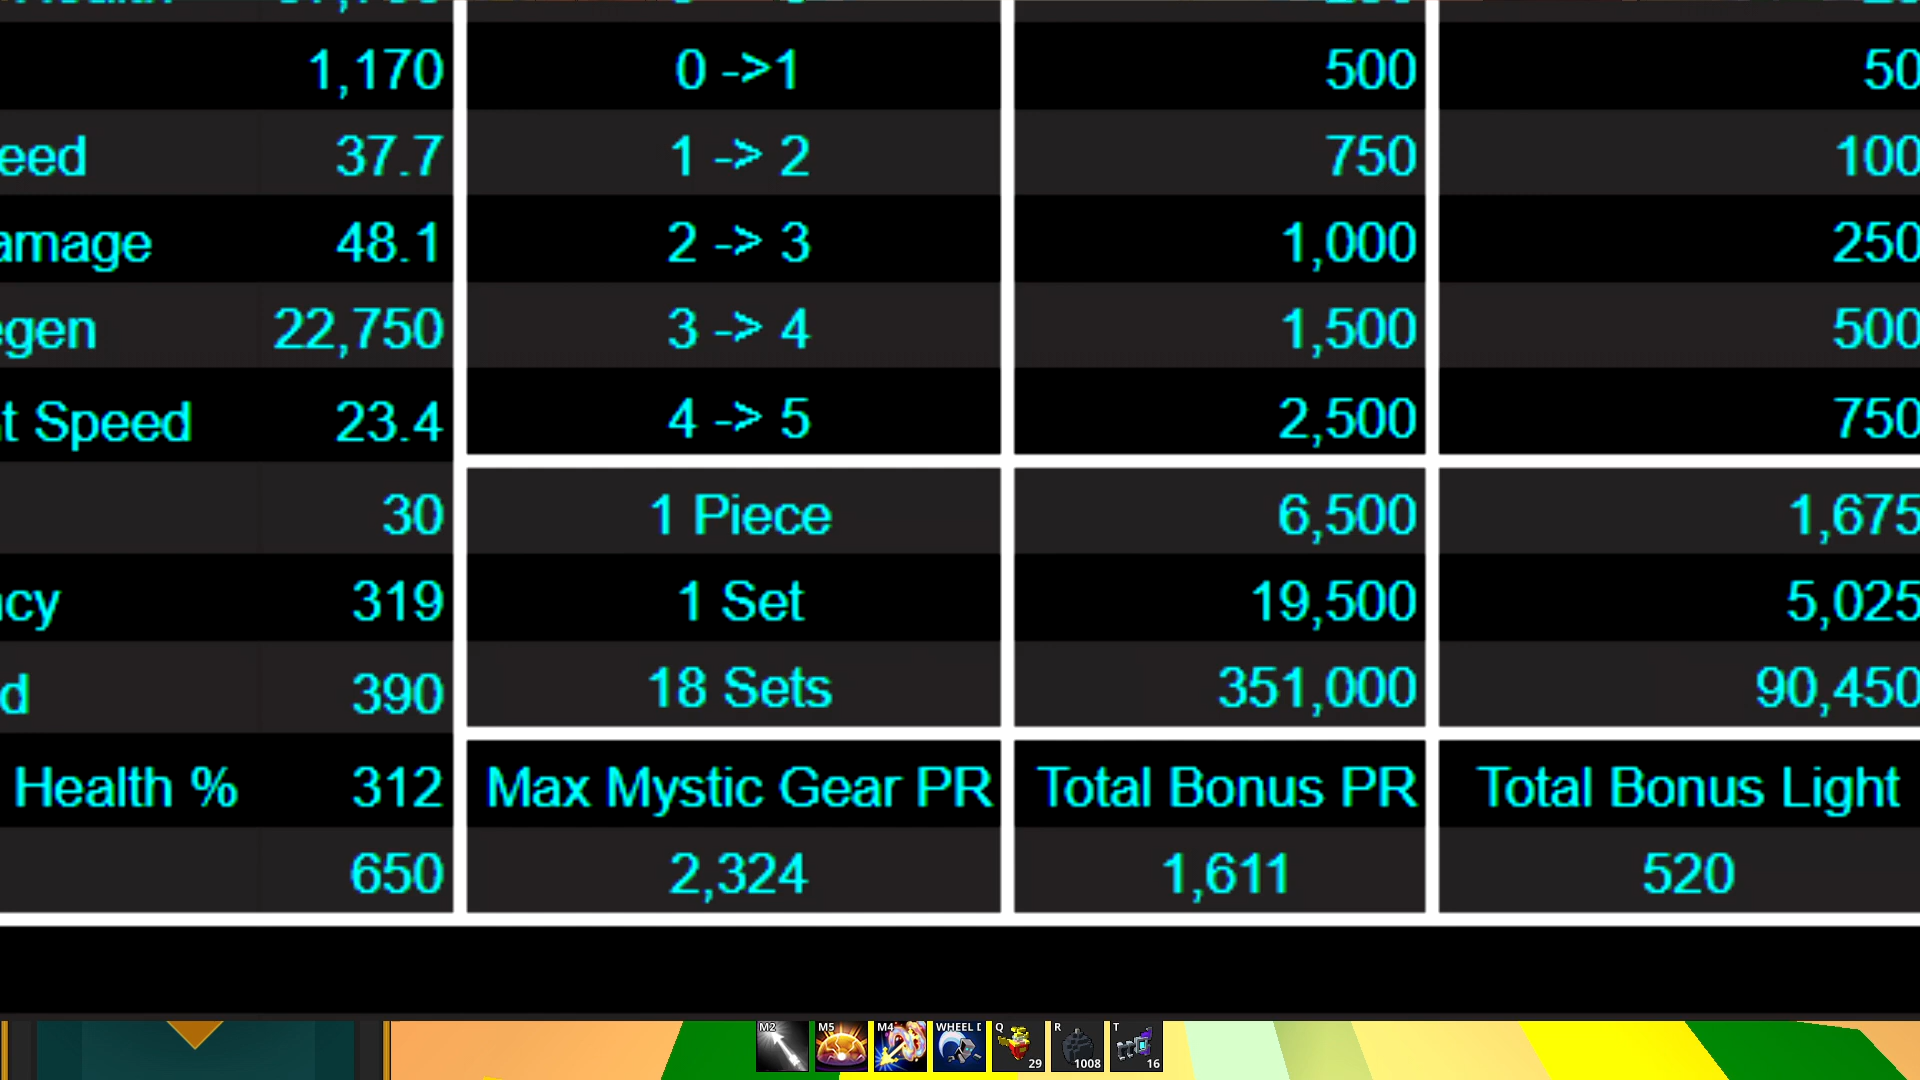 1,170 0 ->1 500 50
eed 37.7 1 -> 2 750 100
amage 48.1 2 -> 3 1,000 250
egen 22,750 3 -> 4 1,500 500
t Speed 23.4 4 -> 5 2,500 750
30 1 Piece 6,500 1,675
cy 319 1 Set 19,500 5,025
d 390 18 Sets 351,000 90,450
Health % 312 Max Mystic Gear PR Total Bonus PR Total Bonus Light
650 2,324 1,611 520
M2 M5 M4 WHEEL D Q R T
29 1008 16